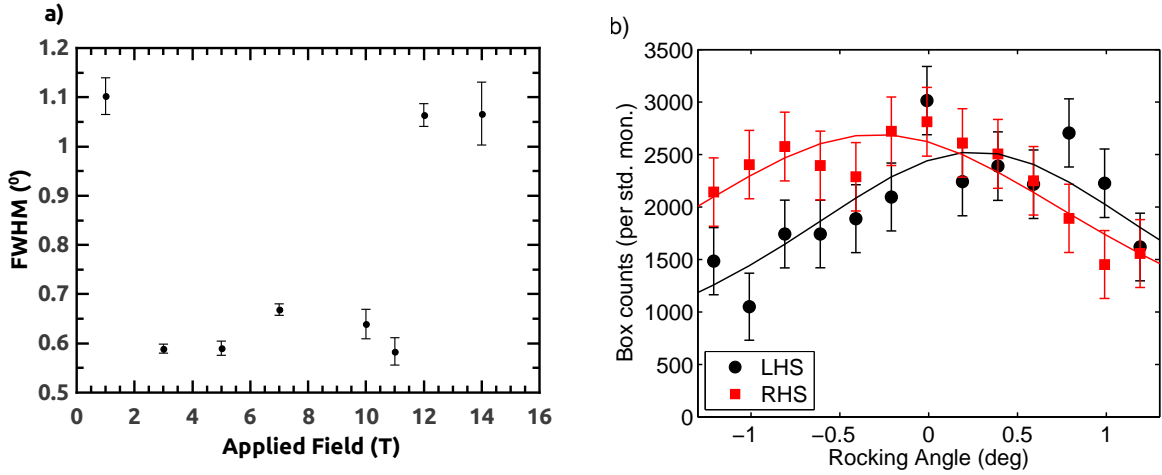 a)
FWHM (⁰)
1.2
1.1
1.0
0.9
0.8
0.7
0.6
0.5
0 2 4 6 8 10 12 14 16
Applied Field (T)
b)
Box counts (per std. mon.)
3500
3000
2500
2000
1500
1000
500
0
LHS
RHS
−1 −0.5 0 0.5 1
Rocking Angle (deg)